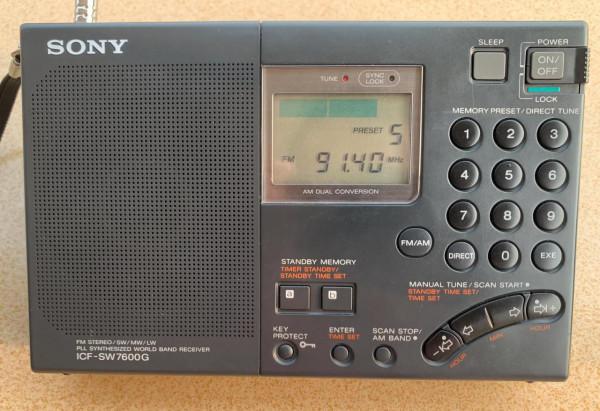 SONY
SLEEP
POWER
ON/
OFF
LOCK
TUNE
SYNC
LOCK
PRESET 5
FM 91.40 MHz
AM DUAL CONVERSION
MEMORY PRESET/DIRECT TUNE
1 2 3
4 5 6
7 8 9
FM/AM
DIRECT 0 EXE
STANDBY MEMORY
TIMER STANDBY/
STANDBY TIME SET
a b
MANUAL TUNE/SCAN START
STANDBY TIME SET/
TIME SET
− +
HOUR MIN HOUR
KEY
PROTECT
ENTER
TIME SET
SCAN STOP/
AM BAND
FM STEREO/SW/MW/LW
PLL SYNTHESIZED WORLD BAND RECEIVER
ICF-SW7600G